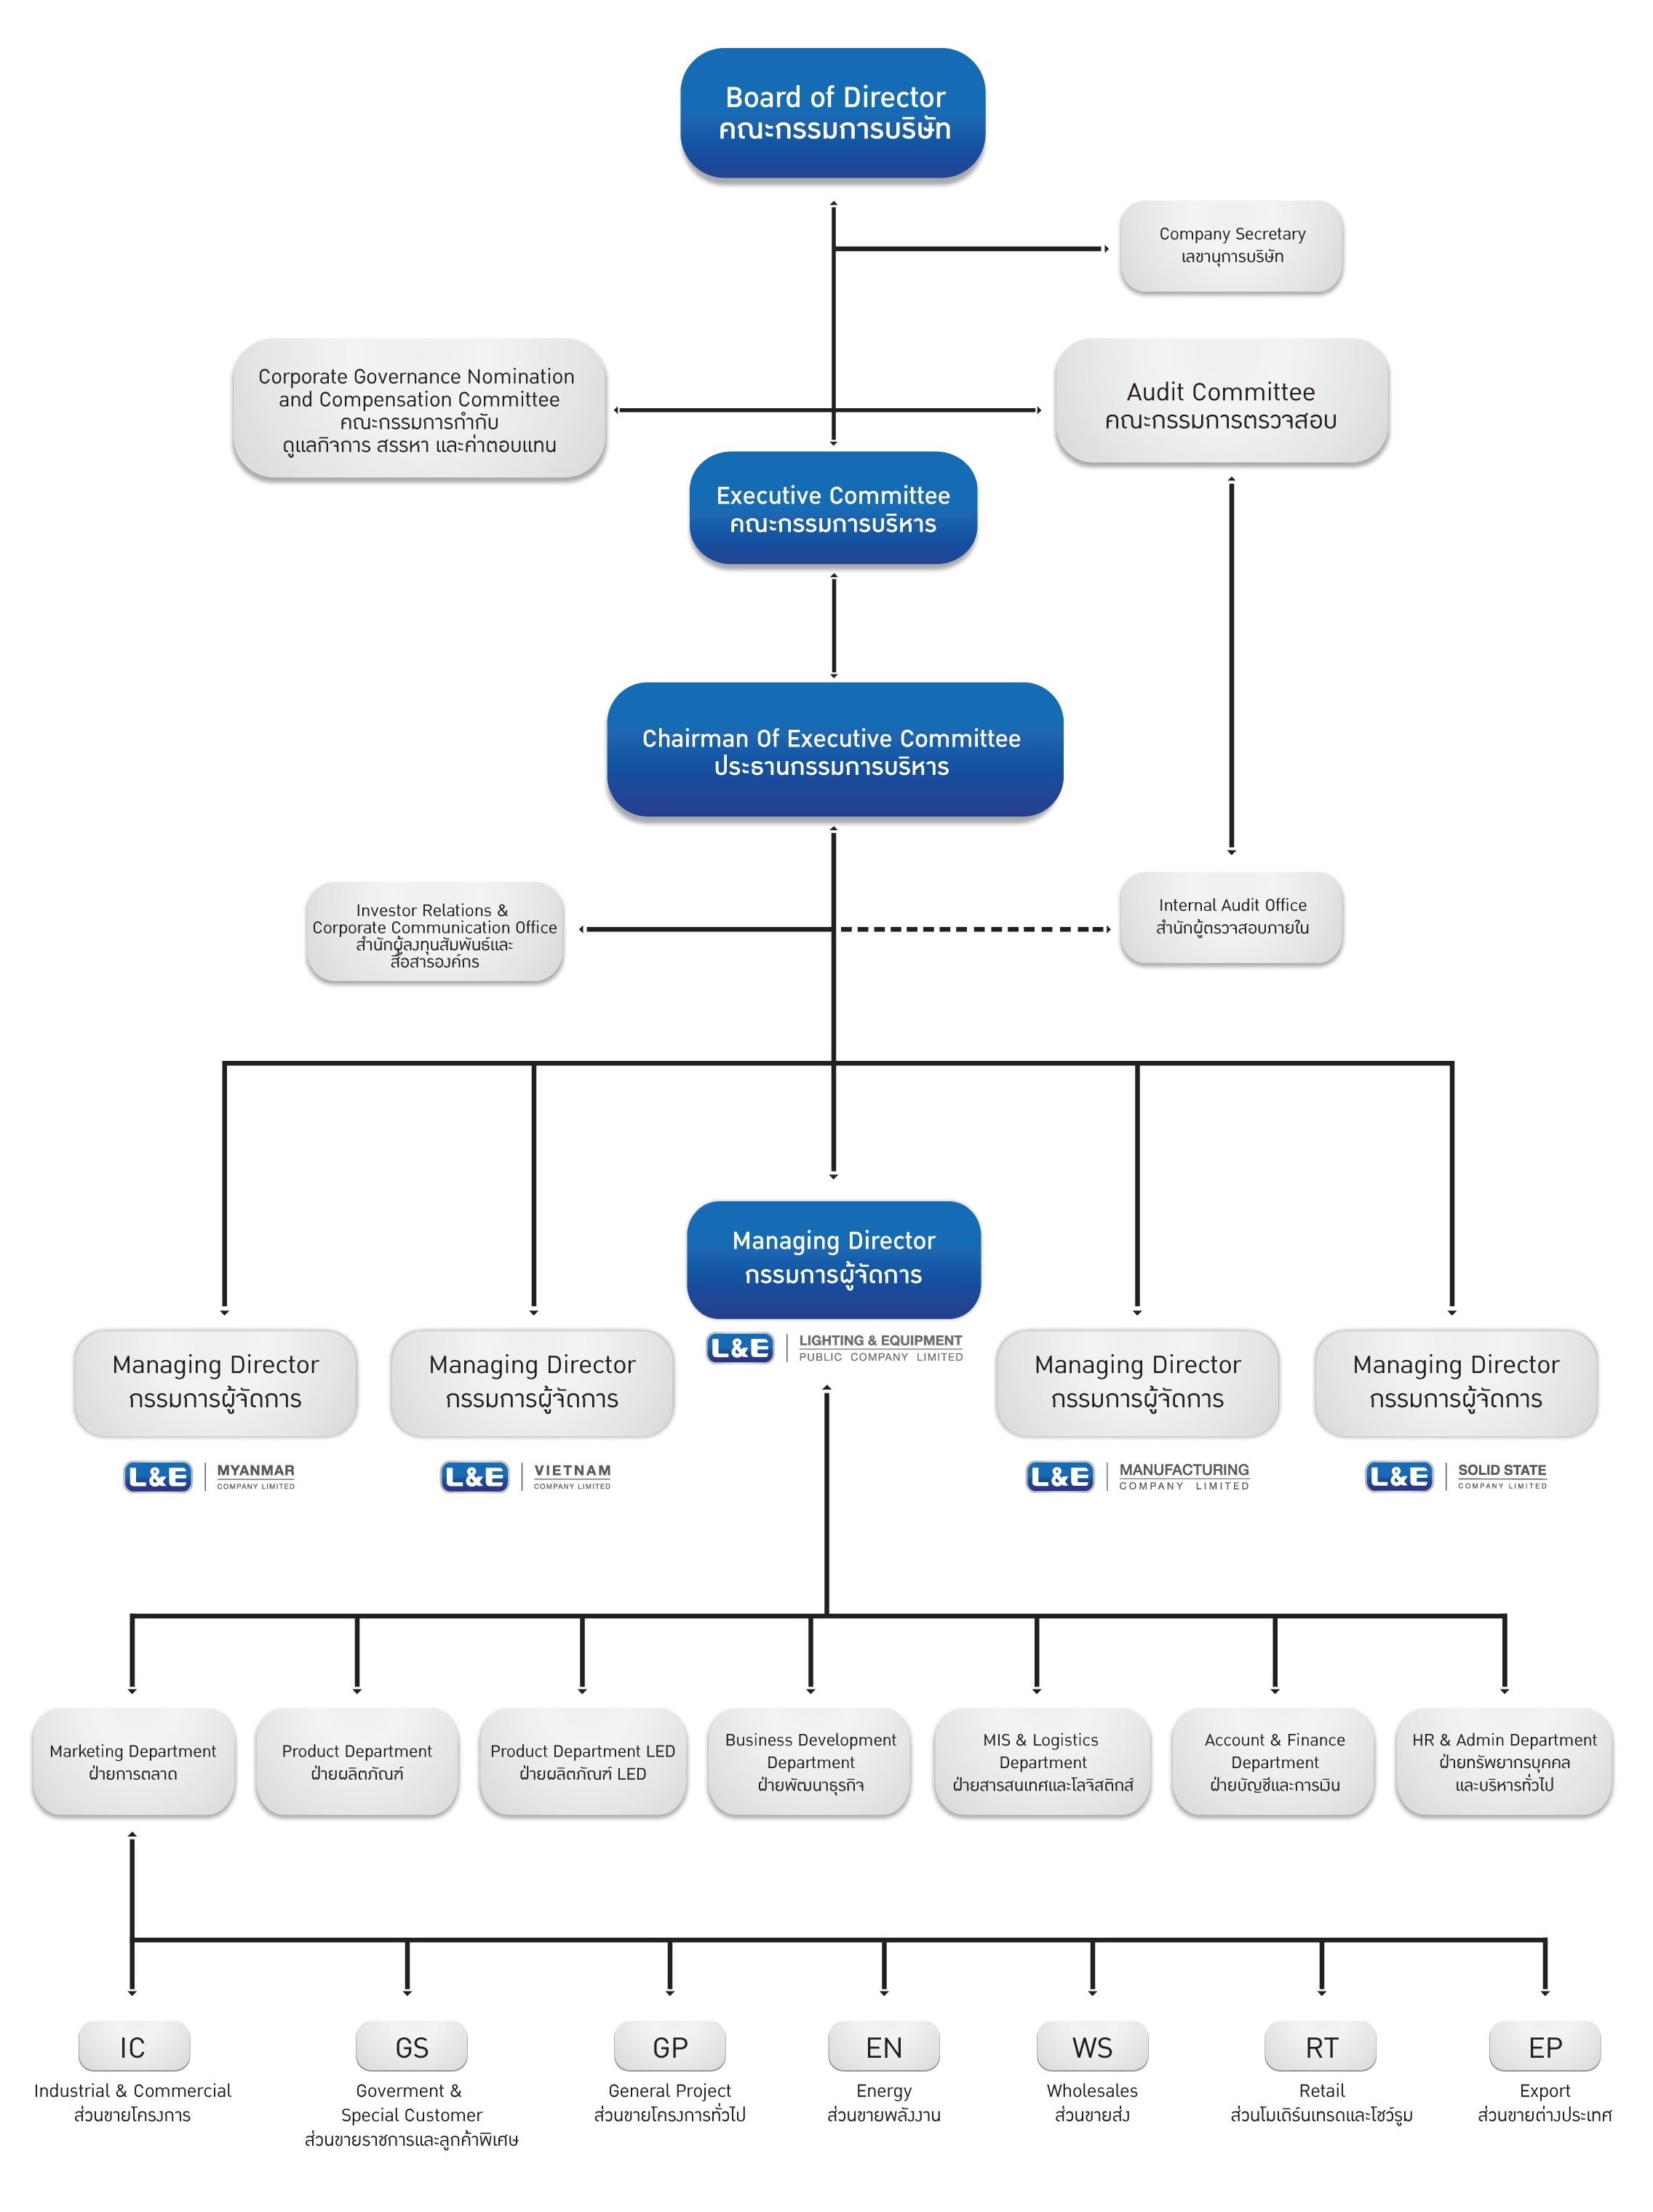 Board of Director
คณะกรรมการบริษัท
Company Secretary
เลขานุการบริษัท
Corporate Governance Nomination
and Compensation Committee
คณะกรรมการกำกับ
ดูแลกิจการ สรรหา และค่าตอบแทน
Audit Committee
คณะกรรมการตรวจสอบ
Executive Committee
คณะกรรมการบริหาร
Chairman Of Executive Committee
ประธานกรรมการบริหาร
Investor Relations &
Corporate Communication Office
สำนักผู้ลงทุนสัมพันธ์และ
สื่อสารองค์กร
Internal Audit Office
สำนักผู้ตรวจสอบภายใน
Managing Director
กรรมการผู้จัดการ
L&E LIGHTING & EQUIPMENT
PUBLIC COMPANY LIMITED
Managing Director
กรรมการผู้จัดการ
L&E MYANMAR
COMPANY LIMITED
Managing Director
กรรมการผู้จัดการ
L&E VIETNAM
COMPANY LIMITED
Managing Director
กรรมการผู้จัดการ
L&E MANUFACTURING
COMPANY LIMITED
Managing Director
กรรมการผู้จัดการ
L&E SOLID STATE
COMPANY LIMITED
Marketing Department
ฝ่ายการตลาด
Product Department
ฝ่ายผลิตภัณฑ์
Product Department LED
ฝ่ายผลิตภัณฑ์ LED
Business Development
Department
ฝ่ายพัฒนาธุรกิจ
MIS & Logistics
Department
ฝ่ายสารสนเทศและโลจิสติกส์
Account & Finance
Department
ฝ่ายบัญชีและการเงิน
HR & Admin Department
ฝ่ายทรัพยากรบุคคล
และบริหารทั่วไป
IC
Industrial & Commercial
ส่วนขายโครงการ
GS
Goverment &
Special Customer
ส่วนขายราชการและลูกค้าพิเศษ
GP
General Project
ส่วนขายโครงการทั่วไป
EN
Energy
ส่วนขายพลังงาน
WS
Wholesales
ส่วนขายส่ง
RT
Retail
ส่วนโมเดิร์นเทรดและโชว์รูม
EP
Export
ส่วนขายต่างประเทศ